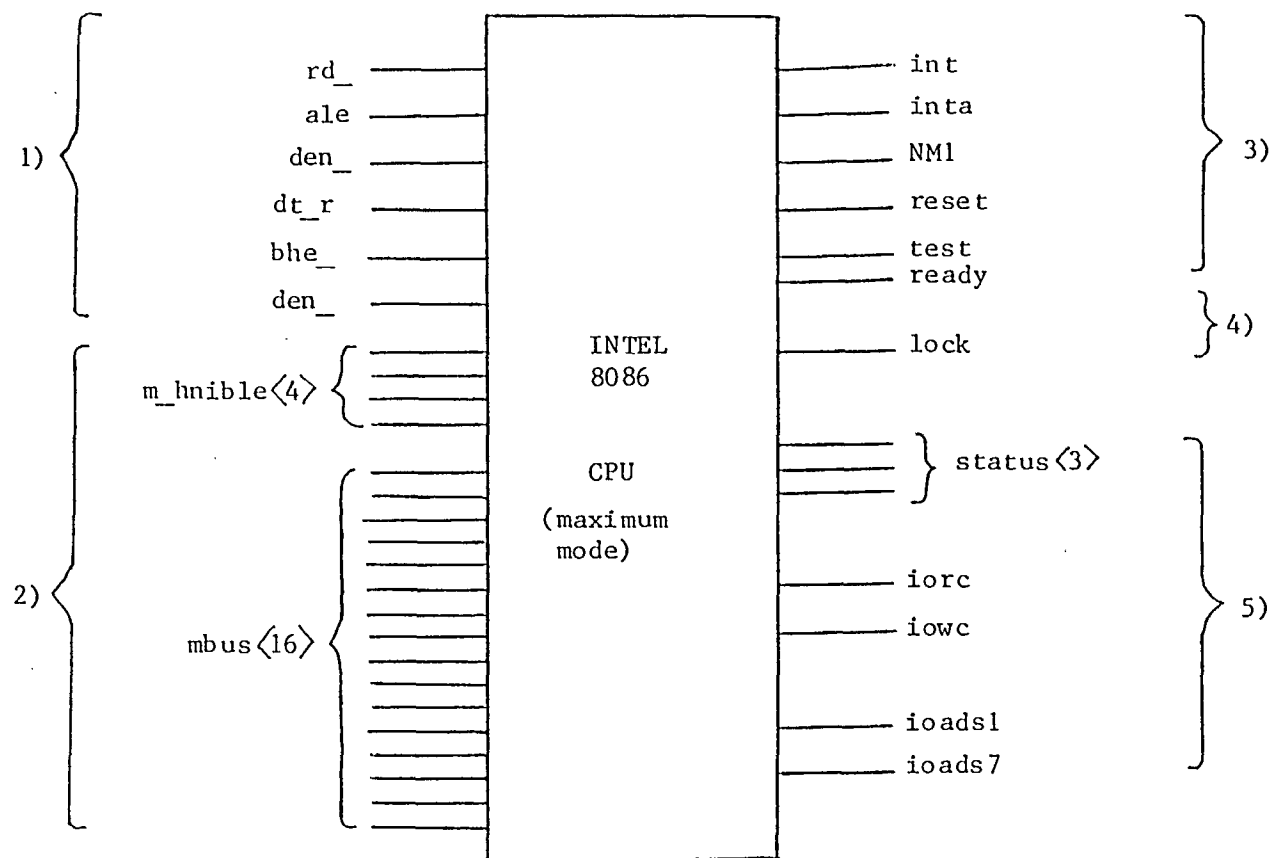 1)
rd_
ale
den_
dt_r
bhe_
den_
2)
m_hnible<4>
mbus<16>
INTEL
8086
CPU
(maximum
mode)
int
inta
NM1
reset
test
ready
3)
lock
4)
status<3>
iorc
iowc
ioads1
ioads7
5)